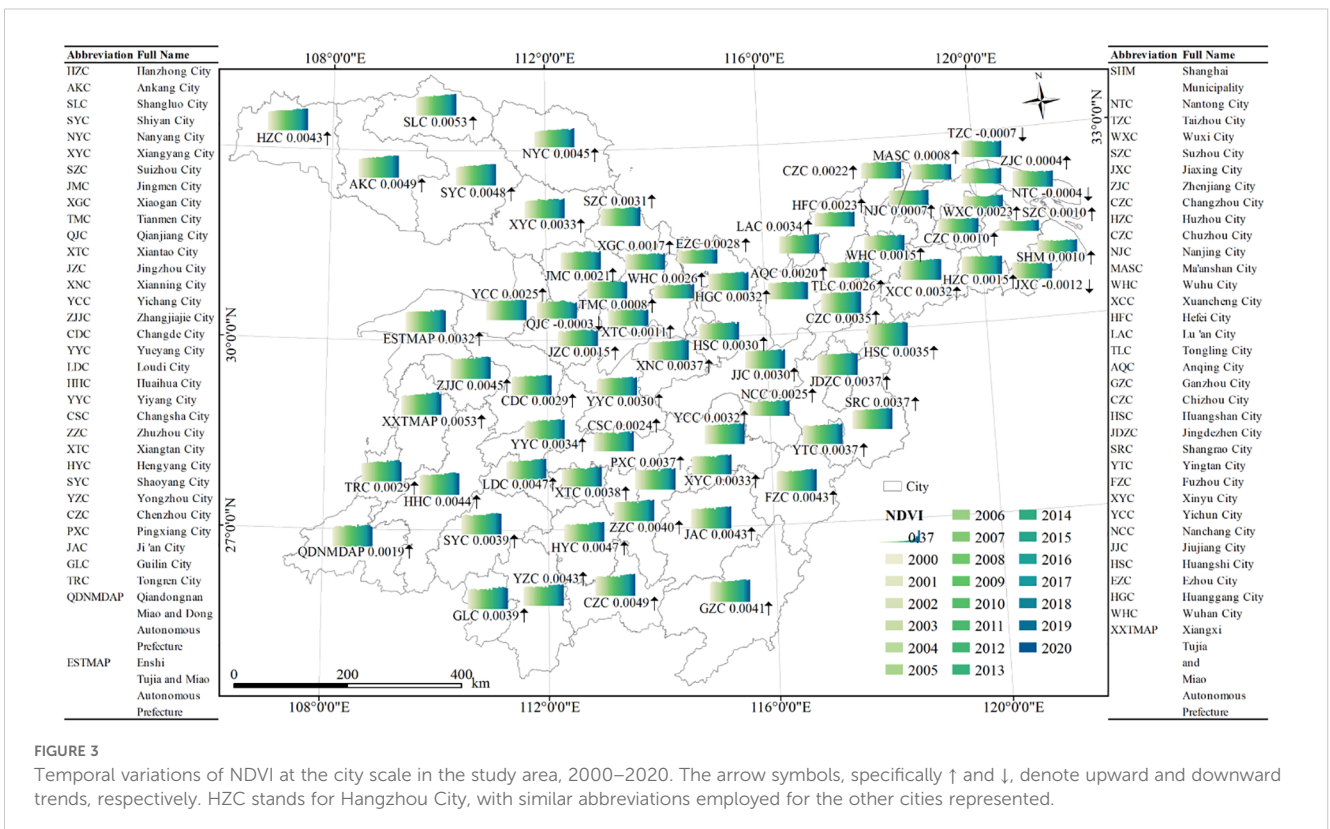 Abbreviation Full Name
HZC Hanzhong City
AKC Ankang City
SLC Shangluo City
SYC Shiyan City
NYC Nanyang City
XYC Xiangyang City
SZC Suizhou City
JMC Jingmen City
XGC Xiaogan City
TMC Tianmen City
QJC Qianjiang City
XTC Xiantao City
JZC Jingzhou City
XNC Xianning City
YCC Yichang City
ZJJC Zhangjiajie City
CDC Changde City
YYC Yueyang City
LDC Loudi City
HHC Huaihua City
YYC Yiyang City
CSC Changsha City
ZZC Zhuzhou City
XTC Xiangtan City
HYC Hengyang City
SYC Shaoyang City
YZC Yongzhou City
CZC Chenzhou City
PXC Pingxiang City
JAC Ji 'an City
GLC Guilin City
TRC Tongren City
QDNMDAP Qiandongnan
Miao and Dong
Autonomous
Prefecture
ESTMAP Enshi
Tujia and Miao
Autonomous
Prefecture
108°0'0"E 112°0'0"E 116°0'0"E 120°0'0"E
N
33°0'0"N
30°0'0"N
27°0'0"N
HZC 0.0043↑
SLC 0.0053↑
NYC 0.0045↑
AKC 0.0049↑
SYC 0.0048↑
XYC 0.0033↑
SZC 0.0031↑
TZC -0.0007↓
MASC 0.0008↑
ZJC 0.0004↑
CZC 0.0022↑
NTC -0.0004↓
HFC 0.0023↑
NJC 0.0007↑
WXC 0.0023↑
SZC 0.0010↑
LAC 0.0034↑
CZC 0.0010↑
XGC 0.0017↑
EZC 0.0028↑
WHC 0.0015↑
SHM 0.0010↑
JMC 0.0021↑
WHC 0.0026↑
AQC 0.0020↑
TLC 0.0026↑
XCC 0.0032↑
HZC 0.0015↑
JXC -0.0012↓
YCC 0.0025↑
TMC 0.0008↑
HGC 0.0032↑
CZC 0.0035↑
ESTMAP 0.0032↑
QJC -0.0003↓
XTC 0.0011↑
JZC 0.0015↑
HSC 0.0030↑
HSC 0.0035↑
XNC 0.0037↑
JJC 0.0030↑
JDZC 0.0037↑
ZJJC 0.0045↑
CDC 0.0029↑
YYC 0.0030↑
NCC 0.0025↑
SRC 0.0037↑
XXTMAP 0.0053↑
YCC 0.0032↑
CSC 0.0024↑
YYC 0.0034↑
YTC 0.0037↑
PXC 0.0037↑
TRC 0.0029↑
HHC 0.0044↑
LDC 0.0047↑
XTC 0.0038↑
XYC 0.0033↑
FZC 0.0043↑
ZZC 0.0040↑
JAC 0.0043↑
QDNMDAP 0.0019↑
SYC 0.0039↑
HYC 0.0047↑
YZC 0.0043↑
GLC 0.0039↑
CZC 0.0049↑
GZC 0.0041↑
City
NDVI
0.37
2000
2001
2002
2003
2004
2005
2006
2007
2008
2009
2010
2011
2012
2013
2014
2015
2016
2017
2018
2019
2020
0 200 400
km
108°0'0"E 112°0'0"E 116°0'0"E 120°0'0"E
Abbreviation Full Name
SHM Shanghai
Municipality
NTC Nantong City
TZC Taizhou City
WXC Wuxi City
SZC Suzhou City
JXC Jiaxing City
ZJC Zhenjiang City
CZC Changzhou City
HZC Huzhou City
CZC Chuzhou City
NJC Nanjing City
MASC Ma'anshan City
WHC Wuhu City
XCC Xuancheng City
HFC Hefei City
LAC Lu 'an City
TLC Tongling City
AQC Anqing City
GZC Ganzhou City
CZC Chizhou City
HSC Huangshan City
JDZC Jingdezhen City
SRC Shangrao City
YTC Yingtan City
FZC Fuzhou City
XYC Xinyu City
YCC Yichun City
NCC Nanchang City
JJC Jiujiang City
HSC Huangshi City
EZC Ezhou City
HGC Huanggang City
WHC Wuhan City
XXTMAP Xiangxi
Tujia
and
Miao
Autonomous
Prefecture
FIGURE 3
Temporal variations of NDVI at the city scale in the study area, 2000–2020. The arrow symbols, specifically ↑ and ↓, denote upward and downward
trends, respectively. HZC stands for Hangzhou City, with similar abbreviations employed for the other cities represented.